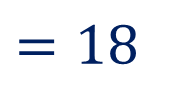 = 18